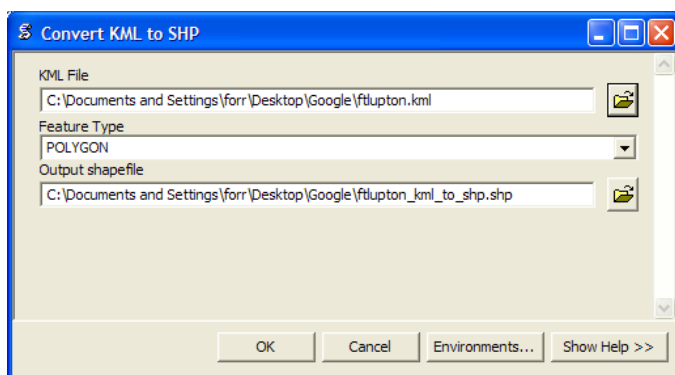 Convert KML to SHP
KML File
C:\Documents and Settings\forr\Desktop\Google\ftlupton.kml
Feature Type
POLYGON
Output shapefile
C:\Documents and Settings\forr\Desktop\Google\ftlupton_kml_to_shp.shp
OK Cancel Environments... Show Help >>